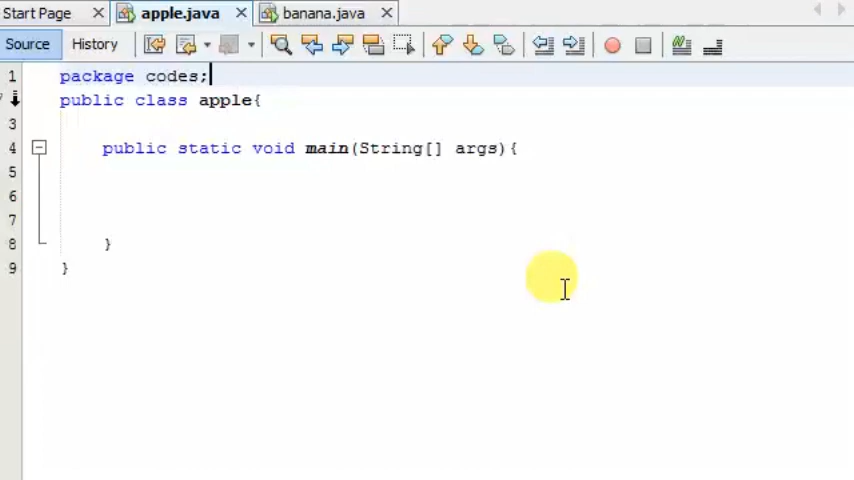 Start Page apple.java banana.java
Source History
1 package codes;
public class apple{
3
4 public static void main(String[] args){
5
6
7
8 }
9 }